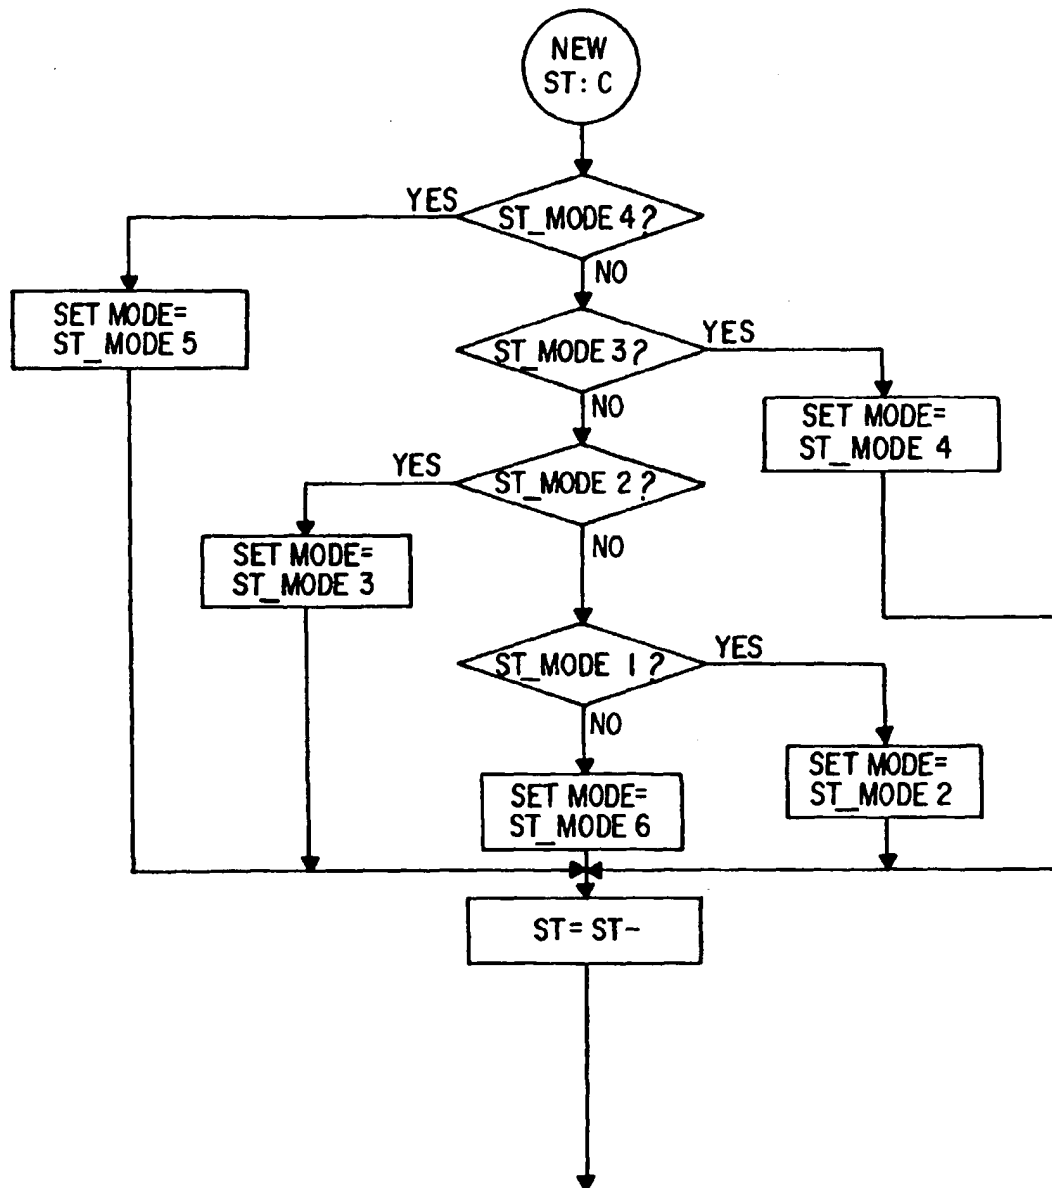 NEW
ST: C
YES
ST_MODE 4?
NO
SET MODE=
ST_MODE 5
ST_MODE 3?
YES
NO
SET MODE=
ST_MODE 4
YES
ST_MODE 2?
NO
SET MODE=
ST_MODE 3
ST_MODE 1?
YES
NO
SET MODE=
ST_MODE 2
SET MODE=
ST_MODE 6
ST= ST~